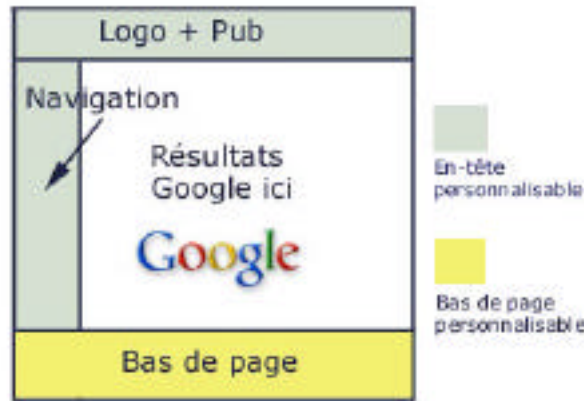 Logo + Pub
Navigation
Résultats
Google ici
Google
Bas de page
En-tête
personnalisable
Bas de page
personnalisable